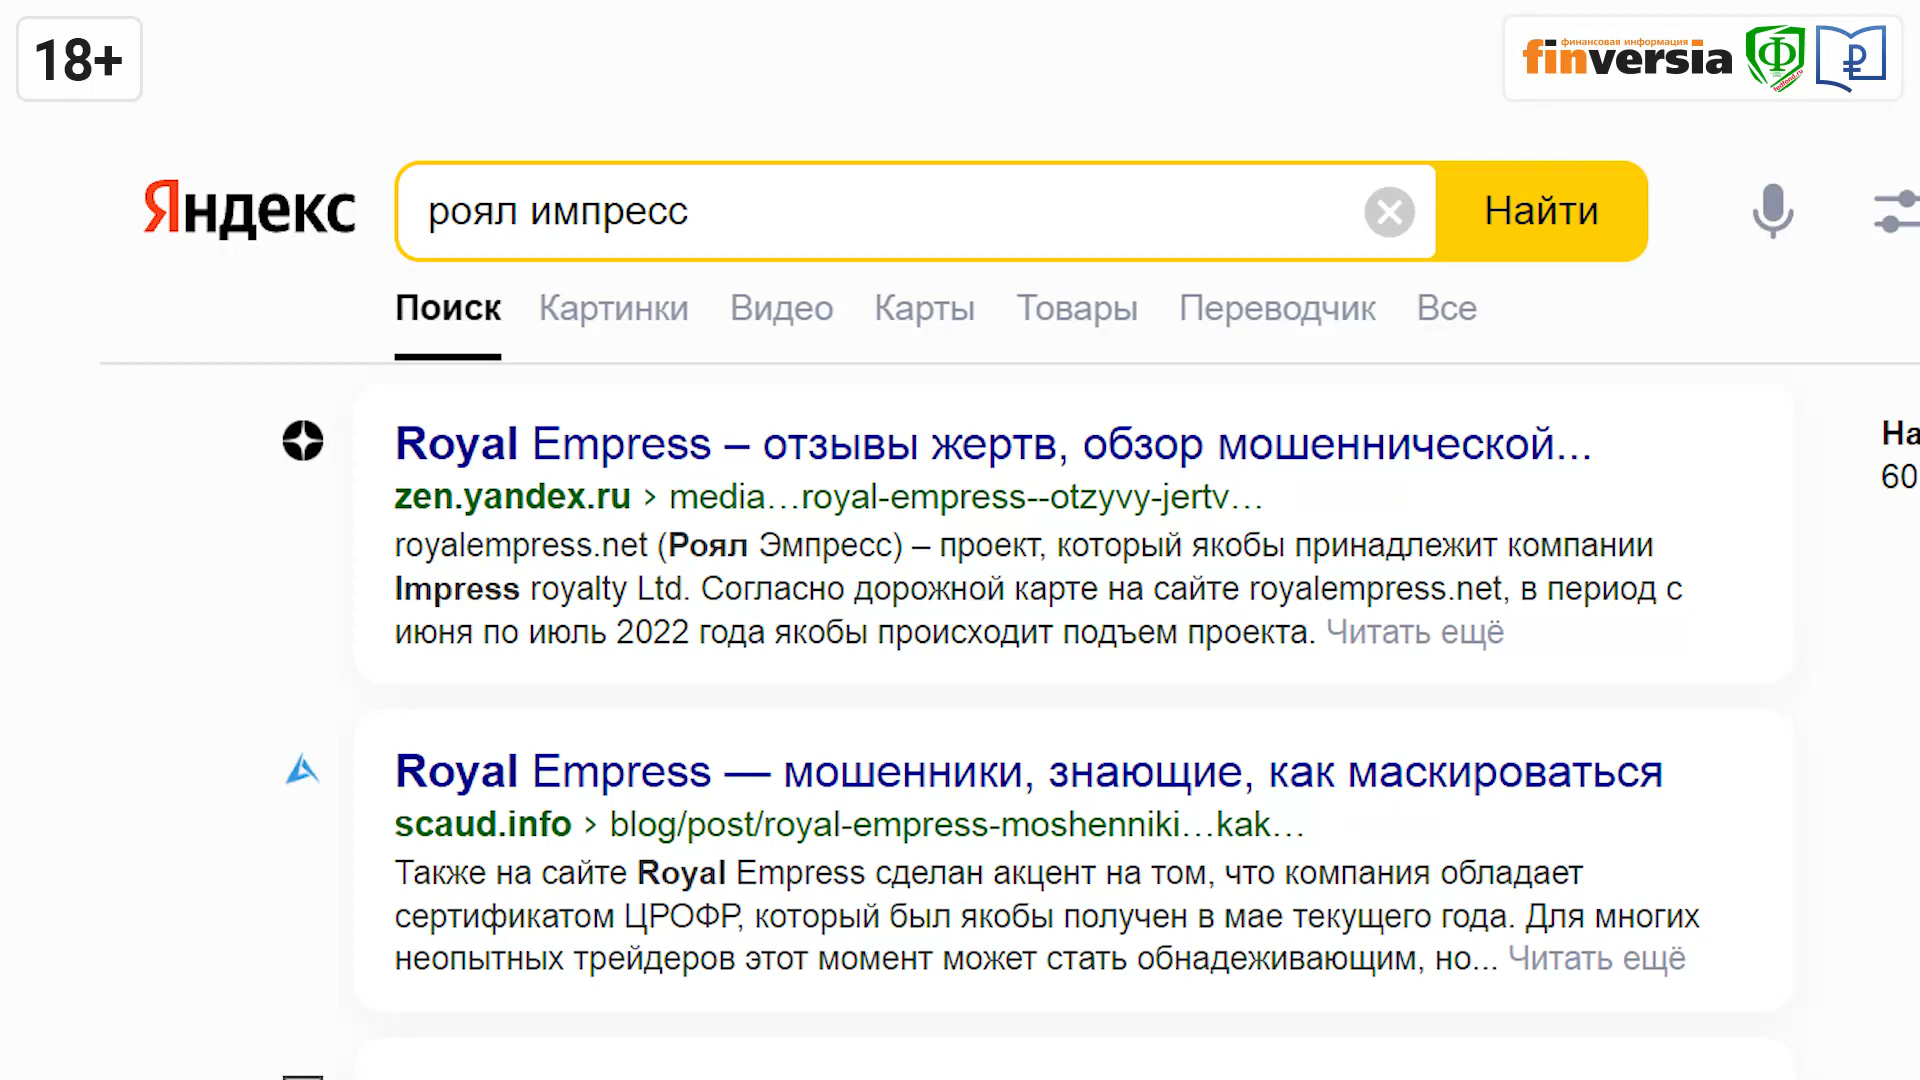 18+
финансовая информация
finversia
Яндекс
роял импресс
Найти
Поиск Картинки Видео Карты Товары Переводчик Все
Royal Empress – отзывы жертв, обзор мошеннической...
zen.yandex.ru › media…royal-empress--otzyvy-jertv…
royalempress.net (Роял Эмпресс) – проект, который якобы принадлежит компании
Impress royalty Ltd. Согласно дорожной карте на сайте royalempress.net, в период с
июня по июль 2022 года якобы происходит подъем проекта. Читать ещё
На
60
Royal Empress — мошенники, знающие, как маскироваться
scaud.info › blog/post/royal-empress-moshenniki…kak…
Также на сайте Royal Empress сделан акцент на том, что компания обладает
сертификатом ЦРОФР, который был якобы получен в мае текущего года. Для многих
неопытных трейдеров этот момент может стать обнадеживающим, но... Читать ещё